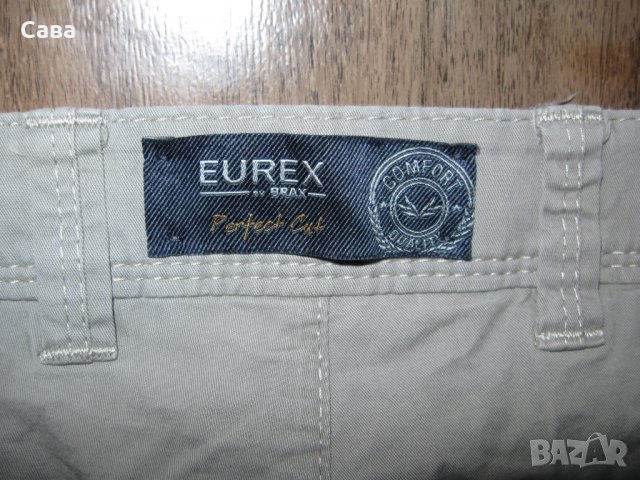 Сава
EUREX
BY BRAX
Perfect Cut
COMFORT
QUALITY
BAZAR